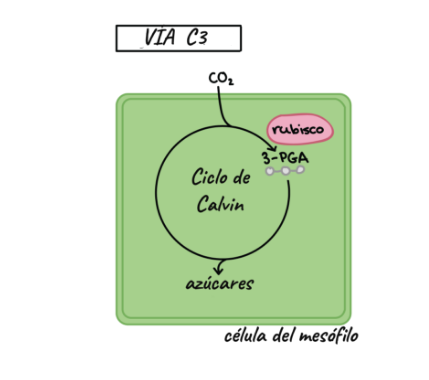 VÍA C3
CO₂
rubisco
3-PGA
Ciclo de
Calvin
azúcares
célula del mesófilo